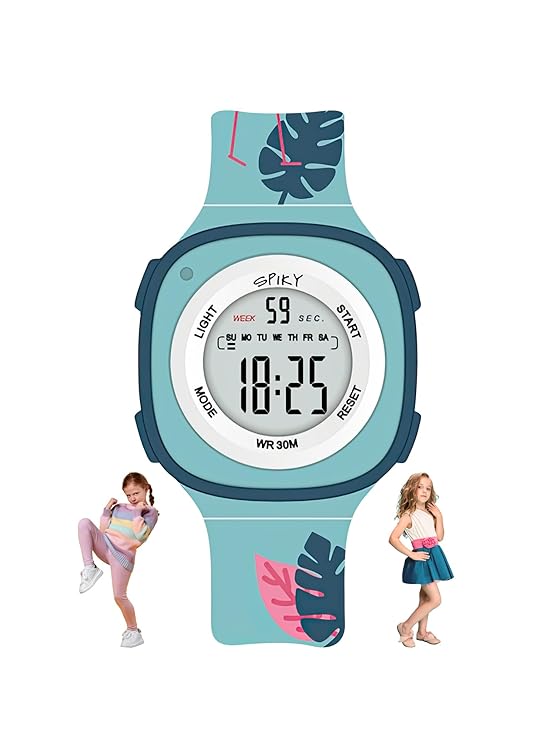 SPIKY
LIGHT
START
WEEK 59 SEC.
SU MO TU WE TH FR SA
18:25
MODE
RESET
WR 30M